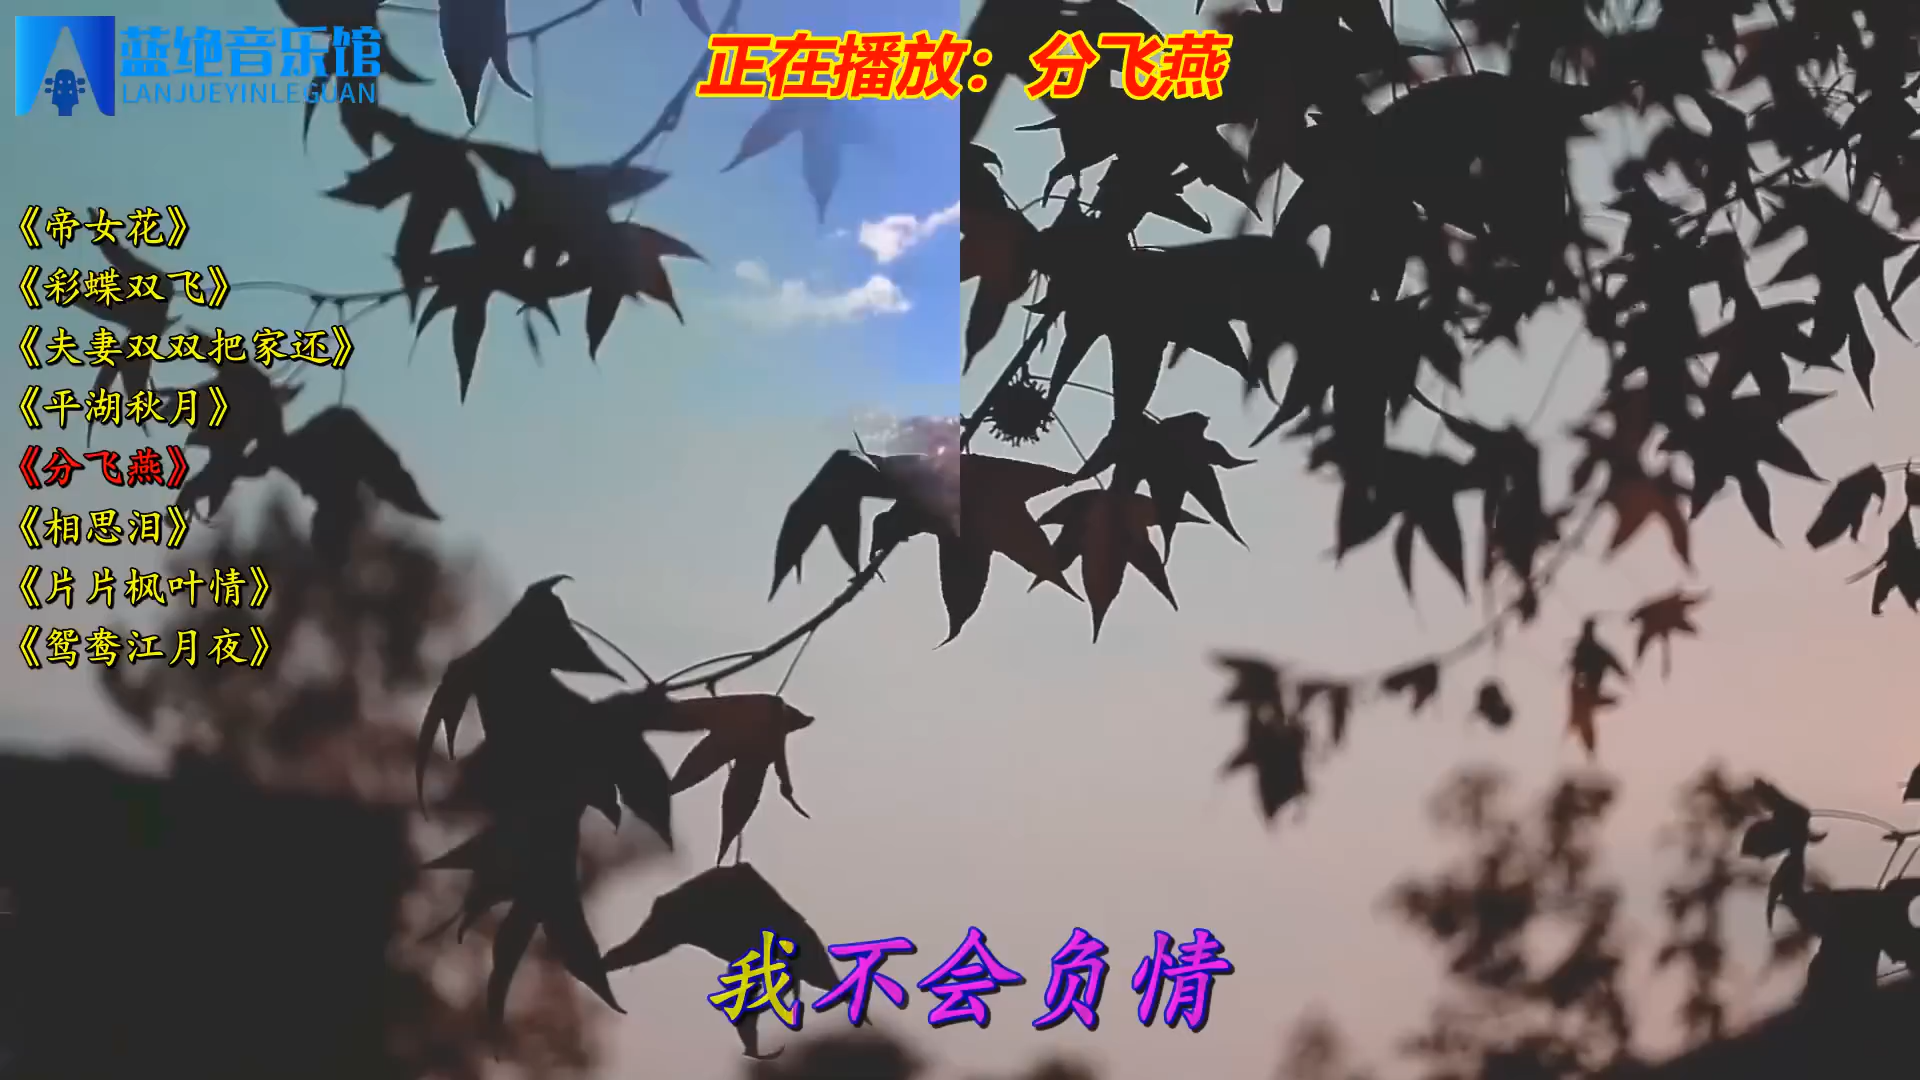 蓝绝音乐馆
LANJUEYINLEGUAN
正在播放：分飞燕
《帝女花》
《彩蝶双飞》
《夫妻双双把家还》
《平湖秋月》
《分飞燕》
《相思泪》
《片片枫叶情》
《鸳鸯江月夜》
我不会负情